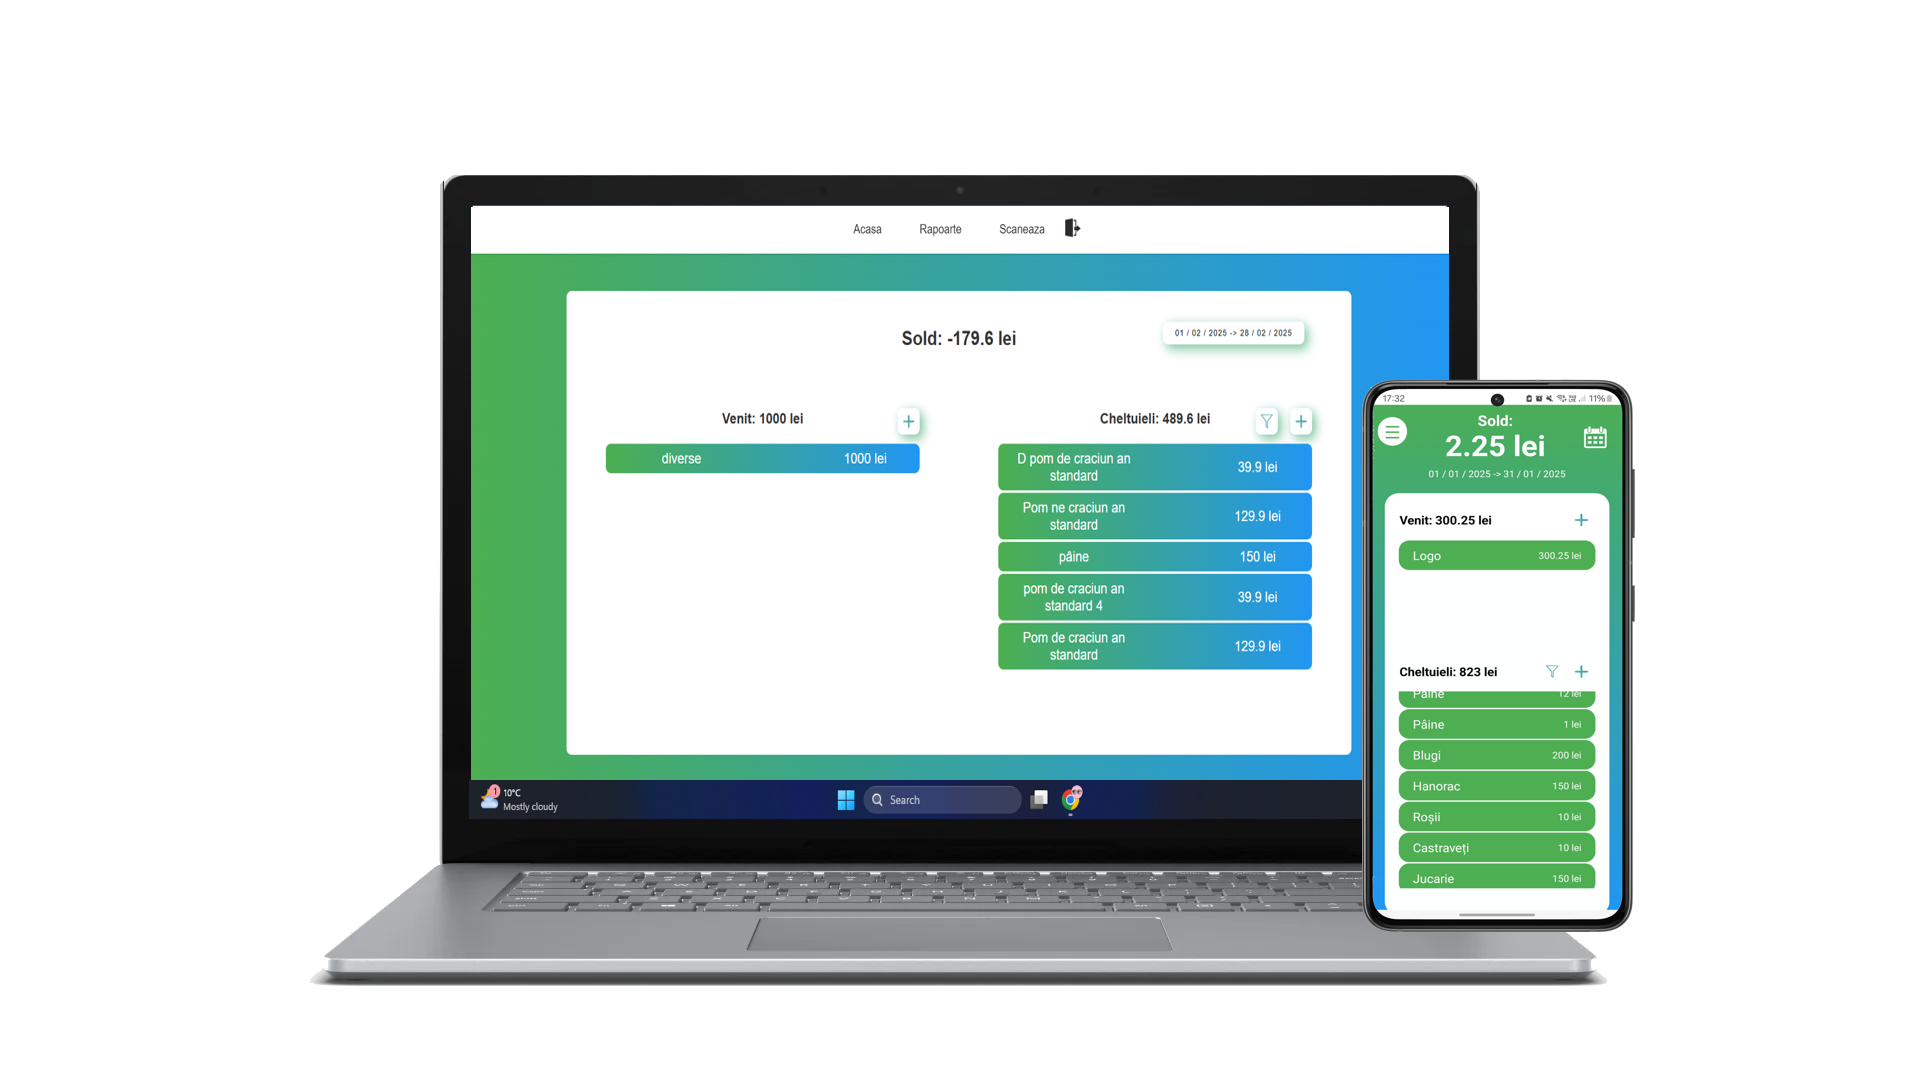 Acasa
Rapoarte
Scaneaza
Sold: -179.6 lei
01 / 02 / 2025 -> 28 / 02 / 2025
Venit: 1000 lei
+
diverse 1000 lei
Cheltuieli: 489.6 lei
+
D pom de craciun an
standard
39.9 lei
Pom ne craciun an
standard
129.9 lei
pâine 150 lei
pom de craciun an
standard 4
39.9 lei
Pom de craciun an
standard
129.9 lei
1
10°C
Mostly cloudy
Search
17:32
11%
Sold:
2.25 lei
01 / 01 / 2025 -> 31 / 01 / 2025
Venit: 300.25 lei
+
Logo 300.25 lei
Cheltuieli: 823 lei
+
Paine 12 lei
Pâine 1 lei
Blugi 200 lei
Hanorac 150 lei
Roșii 10 lei
Castraveți 10 lei
Jucarie 150 lei